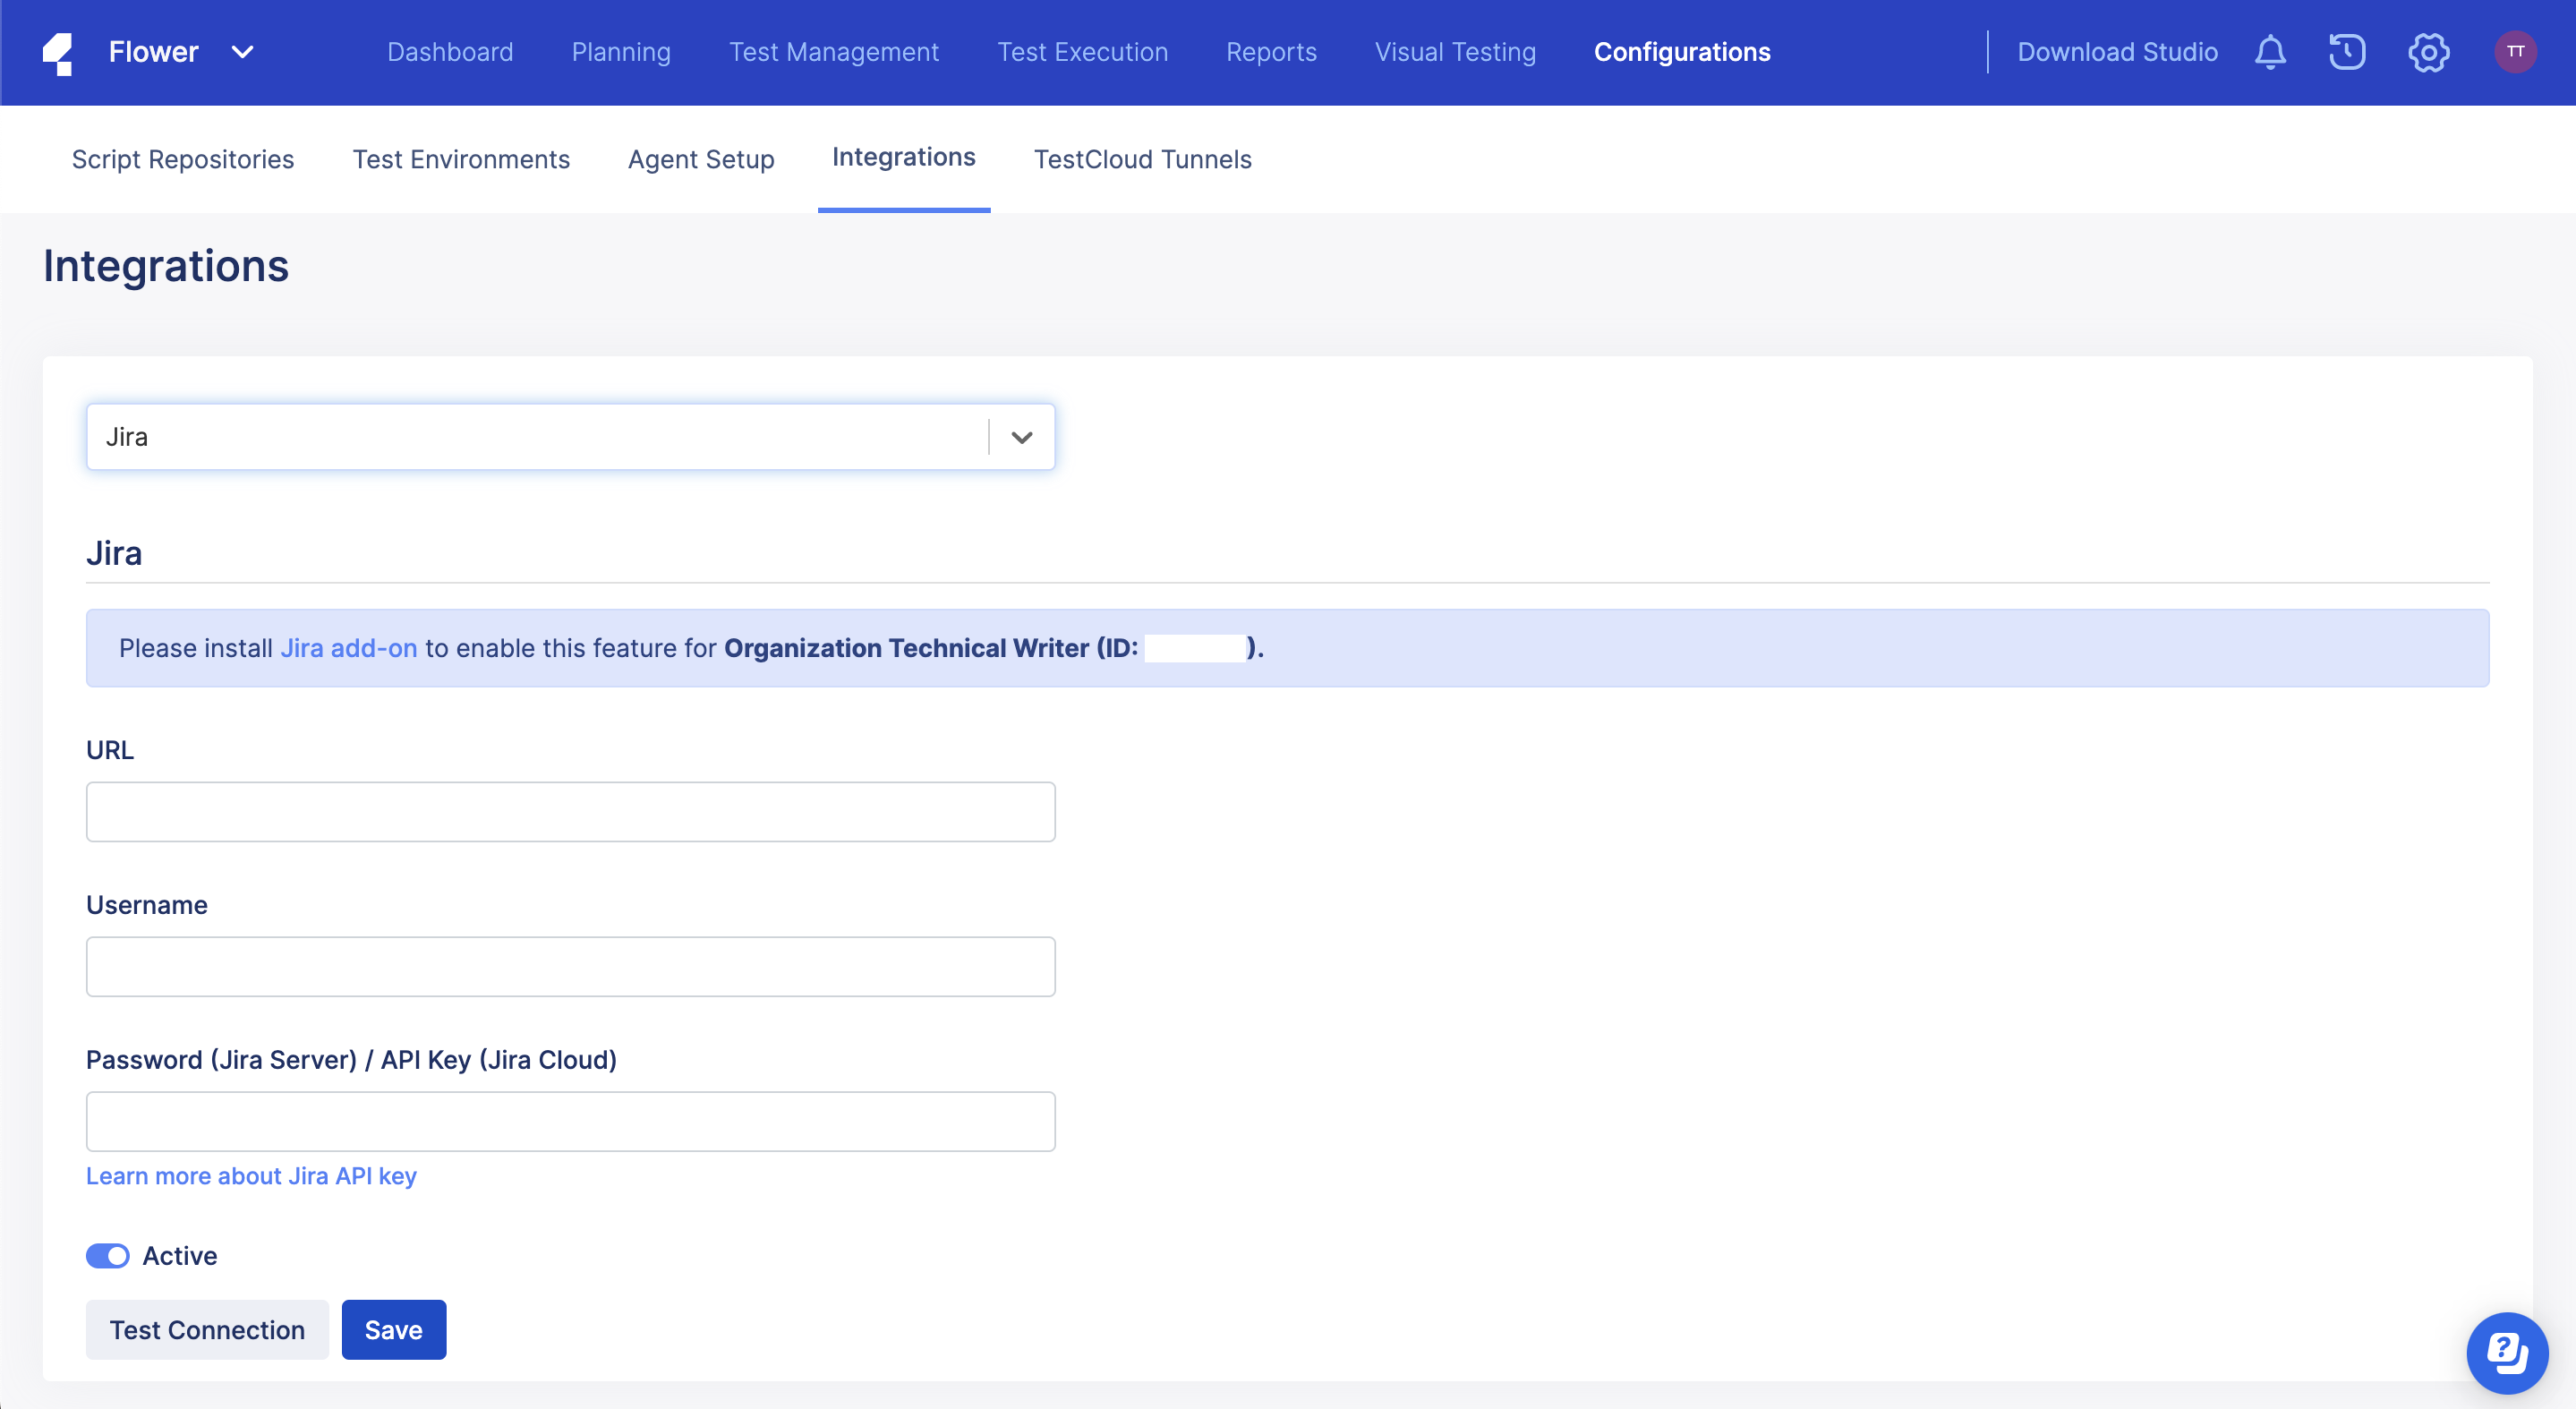 Flower Dashboard Planning Test Management Test Execution Reports Visual Testing Configurations Download Studio TT
Script Repositories Test Environments Agent Setup Integrations TestCloud Tunnels
Integrations
Jira
Jira
Please install Jira add-on to enable this feature for Organization Technical Writer (ID: ).
URL
Username
Password (Jira Server) / API Key (Jira Cloud)
Learn more about Jira API key
Active
Test Connection Save